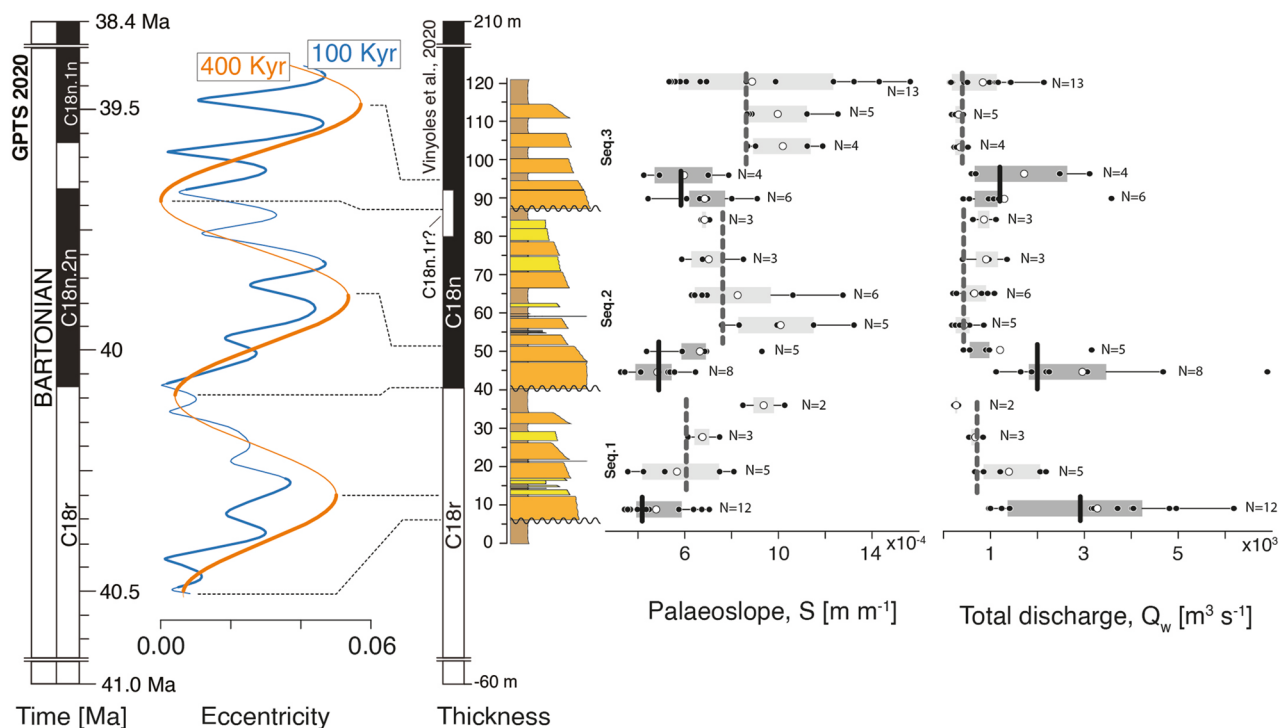 38.4 Ma
GPTS 2020
C18n.1n
39.5
BARTONIAN
C18n.2n
40
C18r
40.5
41.0 Ma
Time [Ma]
400 Kyr
100 Kyr
0.00
0.06
Eccentricity
210 m
Vinyoles et al., 2020
C18n.1r?
C18n
C18r
-60 m
Thickness
120
110
100
90
80
70
60
50
40
30
20
10
0
Seq.3
Seq.2
Seq.1
N=13
N=5
N=4
N=4
N=6
N=3
N=3
N=6
N=5
N=5
N=8
N=2
N=3
N=5
N=12
6
10
14
x10⁻⁴
Palaeoslope, S [m m⁻¹]
N=13
N=5
N=4
N=4
N=6
N=3
N=3
N=6
N=5
N=5
N=8
N=2
N=3
N=5
N=12
1
3
5
x10³
Total discharge, Qw [m³ s⁻¹]